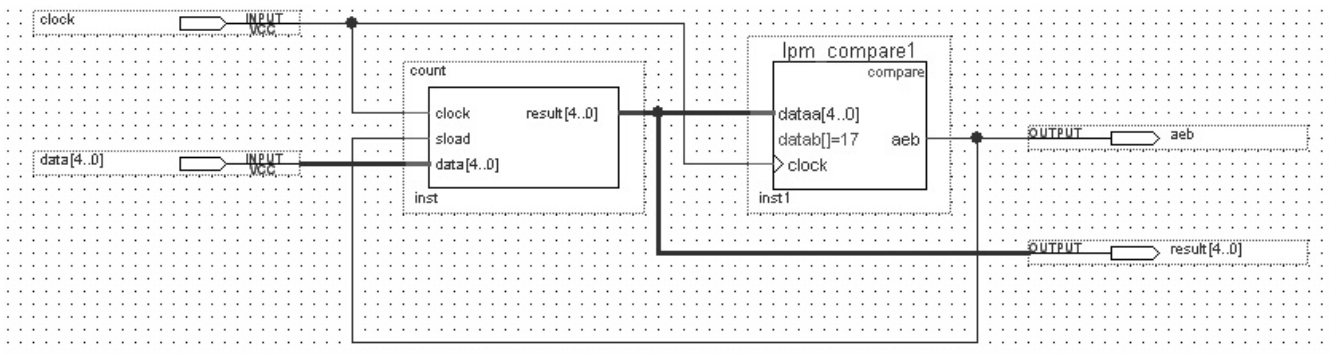 clock
INPUT
VCC
lpm_compare1
count
compare
clock
result[4..0]
dataa[4..0]
sload
datab[]=17
aeb
OUTPUT
aeb
data[4..0]
INPUT
VCC
data[4..0]
clock
inst
inst1
OUTPUT
result[4..0]